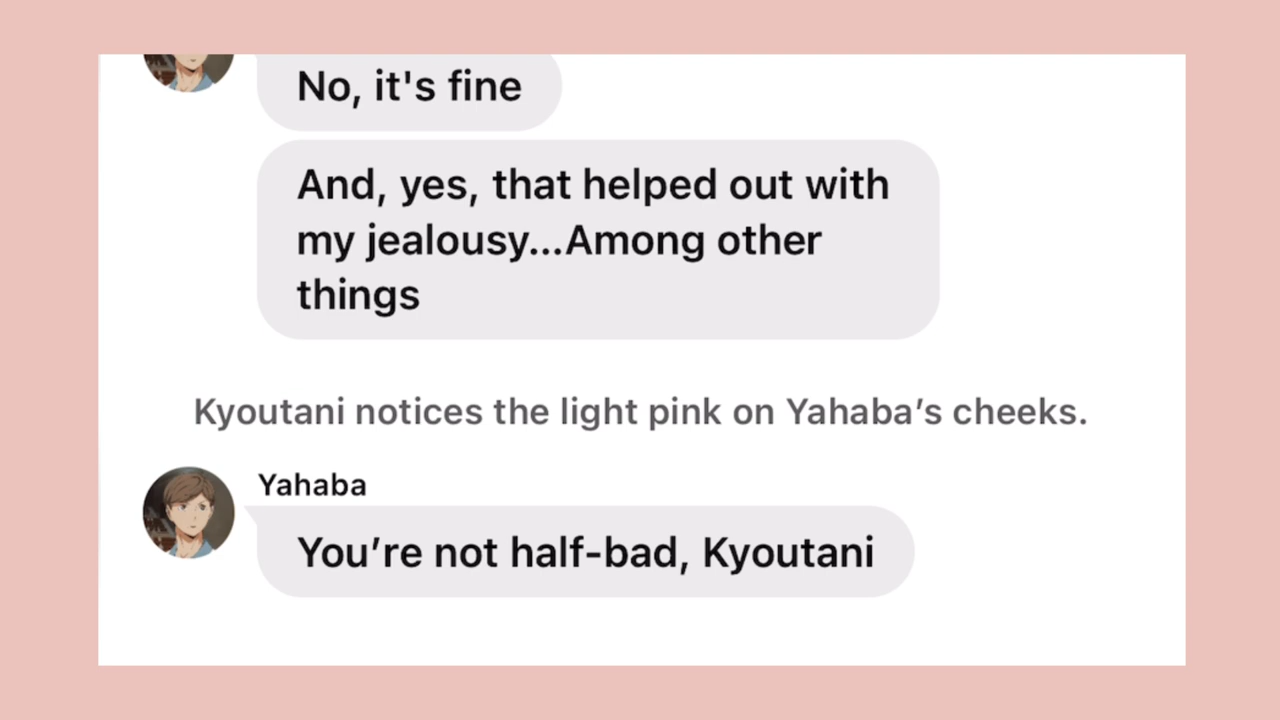 No, it's fine
And, yes, that helped out with
my jealousy...Among other
things
Kyoutani notices the light pink on Yahaba’s cheeks.
Yahaba
You’re not half-bad, Kyoutani